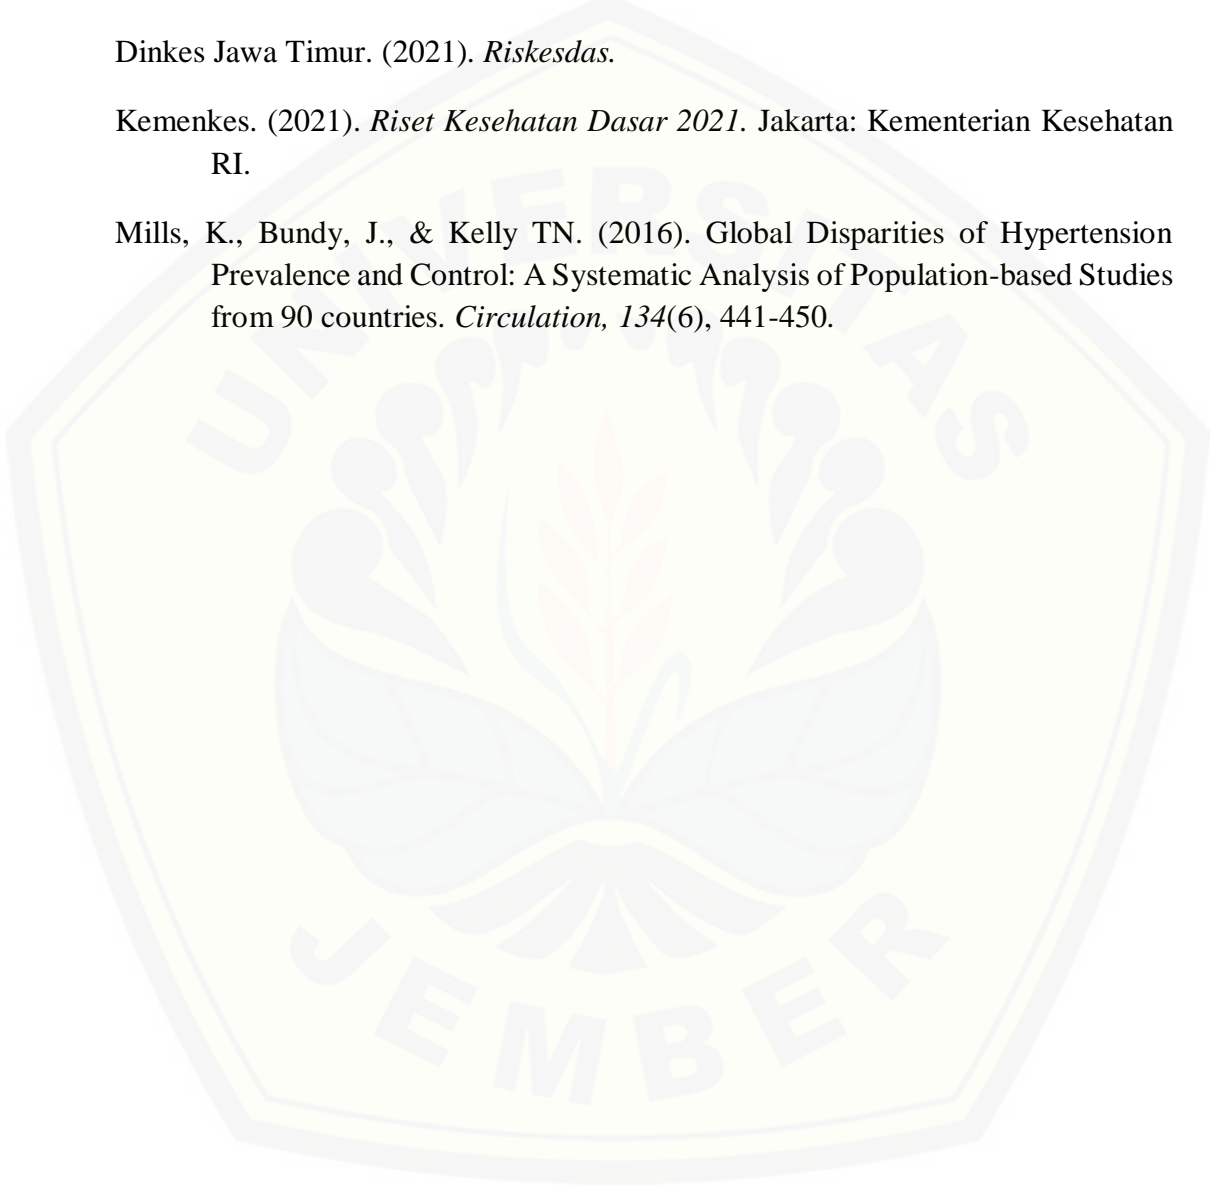 Dinkes Jawa Timur. (2021). Riskesdas.
Kemenkes. (2021). Riset Kesehatan Dasar 2021. Jakarta: Kementerian Kesehatan
RI.
Mills, K., Bundy, J., & Kelly TN. (2016). Global Disparities of Hypertension
Prevalence and Control: A Systematic Analysis of Population-based Studies
from 90 countries. Circulation, 134(6), 441-450.
UNIVERSITAS
JEMBER